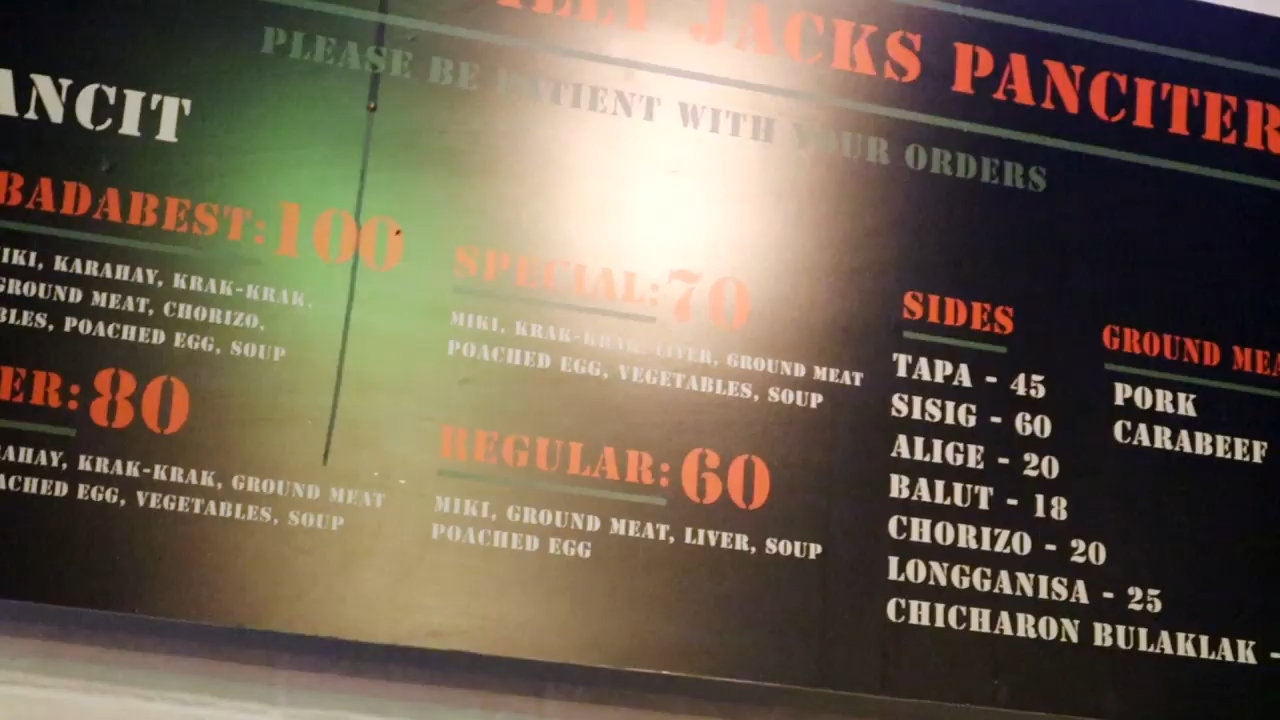 JACKS PANCITER
PLEASE BE PATIENT WITH YOUR ORDERS
ANCIT
BADABEST: 100
IKI, KARAHAY, KRAK-KRAK,
GROUND MEAT, CHORIZO,
BLES, POACHED EGG, SOUP
ER: 80
RAHAY, KRAK-KRAK, GROUND MEAT
ACHED EGG, VEGETABLES, SOUP
SPECIAL: 70
MIKI, KRAK-KRAK, LIVER, GROUND MEAT
POACHED EGG, VEGETABLES, SOUP
REGULAR: 60
MIKI, GROUND MEAT, LIVER, SOUP
POACHED EGG
SIDES
TAPA - 45
SISIG - 60
ALIGE - 20
BALUT - 18
CHORIZO - 20
LONGGANISA - 25
CHICHARON BULAKLAK -
GROUND MEA
PORK
CARABEEF